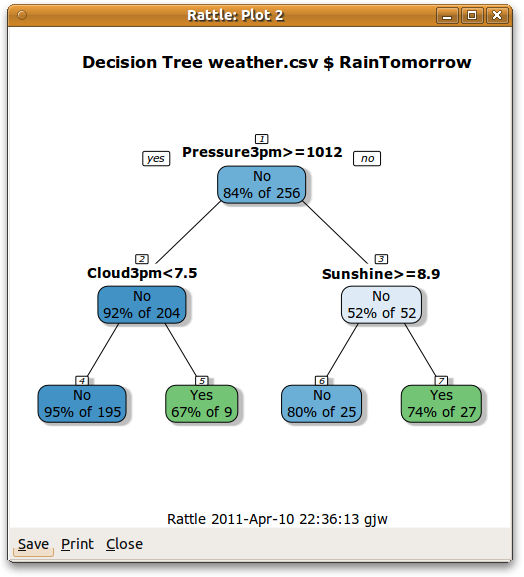 Rattle: Plot 2
Decision Tree weather.csv $ RainTomorrow
1
yes Pressure3pm>=1012 no
No
84% of 256
2 3
Cloud3pm<7.5 Sunshine>=8.9
No No
92% of 204 52% of 52
4 5 6 7
No Yes No Yes
95% of 195 67% of 9 80% of 25 74% of 27
Rattle 2011-Apr-10 22:36:13 gjw
Save Print Close